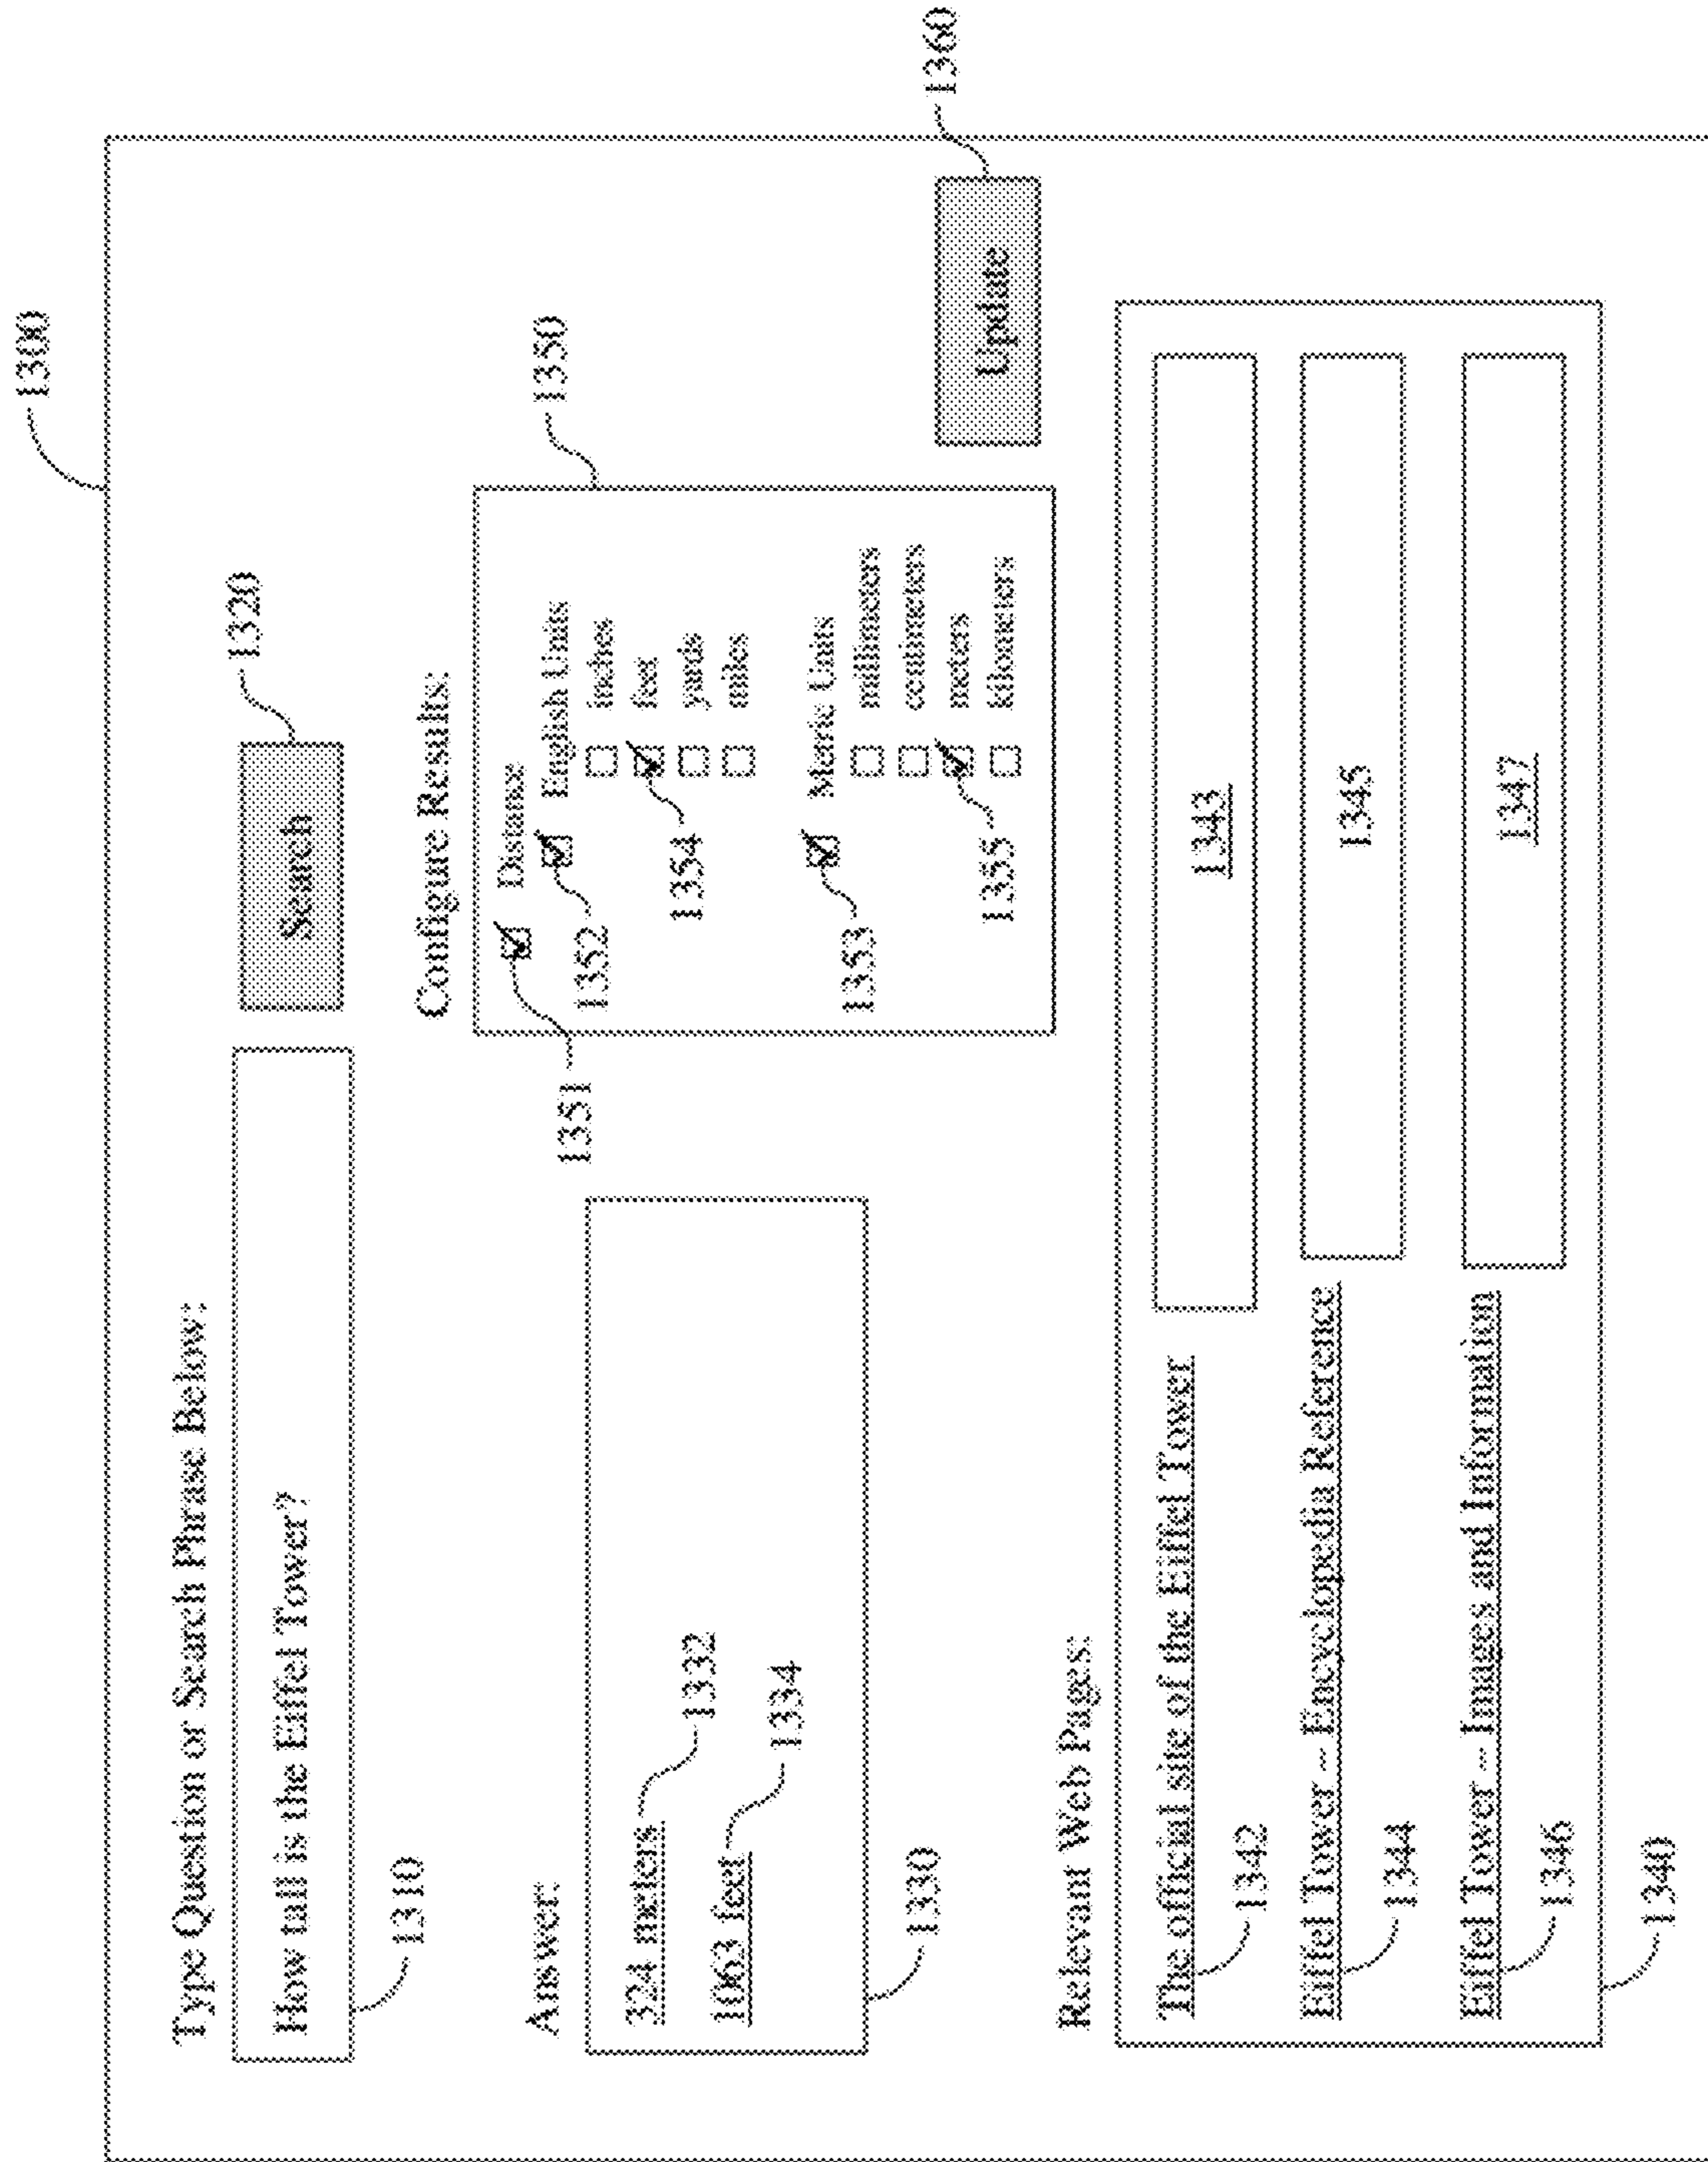 1300
Type Question or Search Phrase Below:
How tall is the Eiffel Tower?
Search
1310
1320
Answer:
324 meters
1332
1063 feet
1334
1330
Configure Results:
1351
Distance
1352
English Units
inches
1354
feet
yards
miles
1353
Metric Units
millimeters
centimeters
1355
meters
kilometers
1350
Update
1360
Relevant Web Pages:
The official site of the Eiffel Tower
1343
1342
Eiffel Tower -- Encyclopedia Reference
1345
1344
Eiffel Tower -- Images and Information
1347
1346
1340